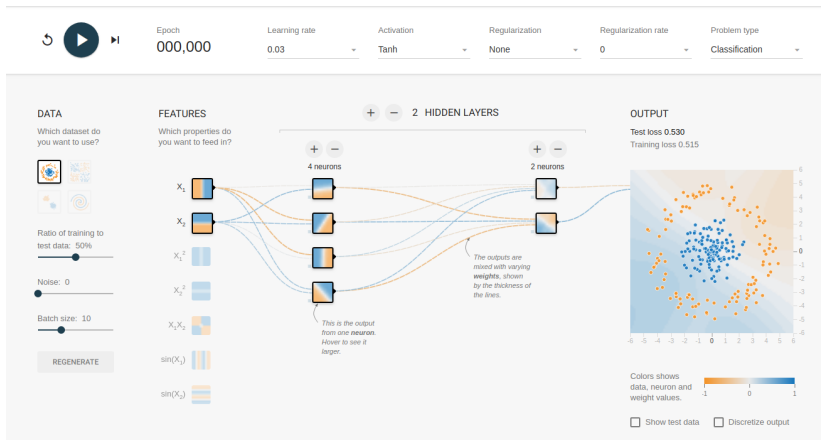 Epoch
000,000
Learning rate
0.03
Activation
Tanh
Regularization
None
Regularization rate
0
Problem type
Classification
DATA
Which dataset do
you want to use?
Ratio of training to
test data: 50%
Noise: 0
Batch size: 10
REGENERATE
FEATURES
Which properties do
you want to feed in?
X₁
X₂
X₁²
X₂²
X₁X₂
sin(X₁)
sin(X₂)
+ − 2 HIDDEN LAYERS
+ −
4 neurons
+ −
2 neurons
This is the output
from one neuron.
Hover to see it
larger.
The outputs are
mixed with varying
weights, shown
by the thickness of
the lines.
OUTPUT
Test loss 0.530
Training loss 0.515
6
5
4
3
2
1
0
-1
-2
-3
-4
-5
-6
-6 -5 -4 -3 -2 -1 0 1 2 3 4 5 6
Colors shows
data, neuron and
weight values.
-1 0 1
Show test data
Discretize output